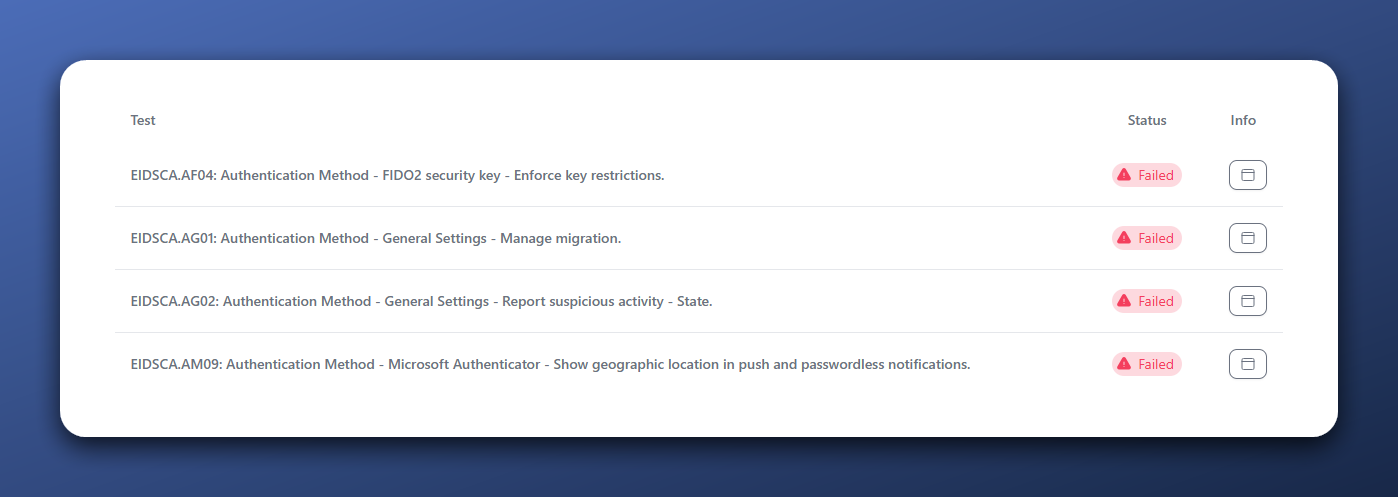 Test Status Info
EIDSCA.AF04: Authentication Method - FIDO2 security key - Enforce key restrictions. Failed
EIDSCA.AG01: Authentication Method - General Settings - Manage migration. Failed
EIDSCA.AG02: Authentication Method - General Settings - Report suspicious activity - State. Failed
EIDSCA.AM09: Authentication Method - Microsoft Authenticator - Show geographic location in push and passwordless notifications. Failed